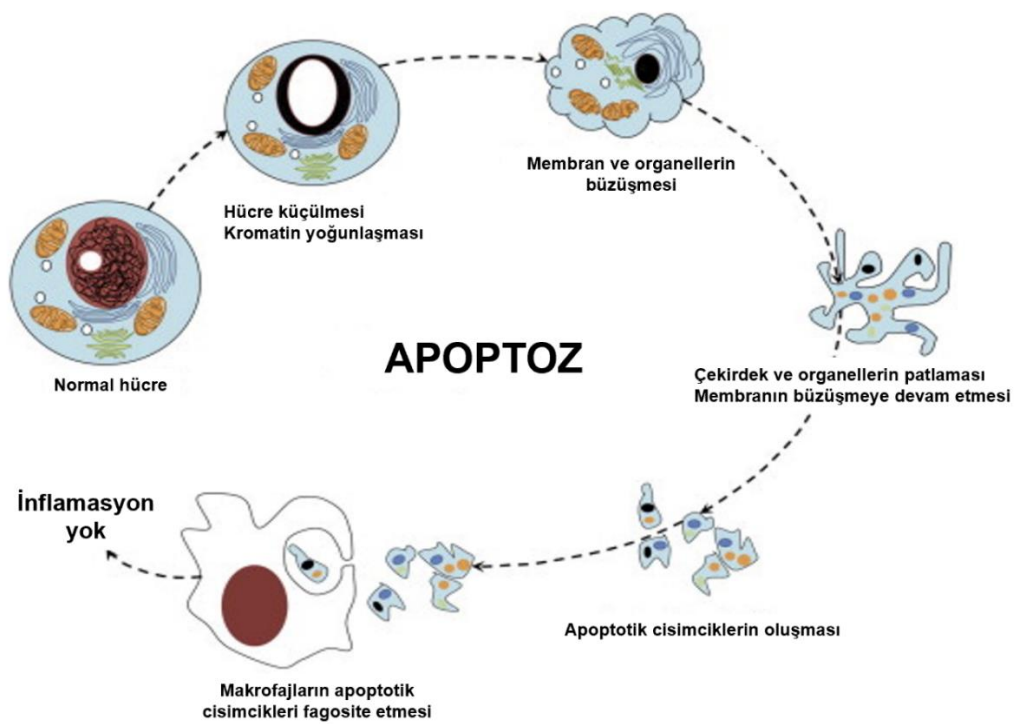 Normal hücre
Hücre küçülmesi
Kromatin yoğunlaşması
Membran ve organellerin
büzüşmesi
APOPTOZ
Çekirdek ve organellerin patlaması
Membranın büzüşmeye devam etmesi
Apoptotik cisimciklerin oluşması
Makrofajların apoptotik
cisimcikleri fagosite etmesi
İnflamasyon
yok